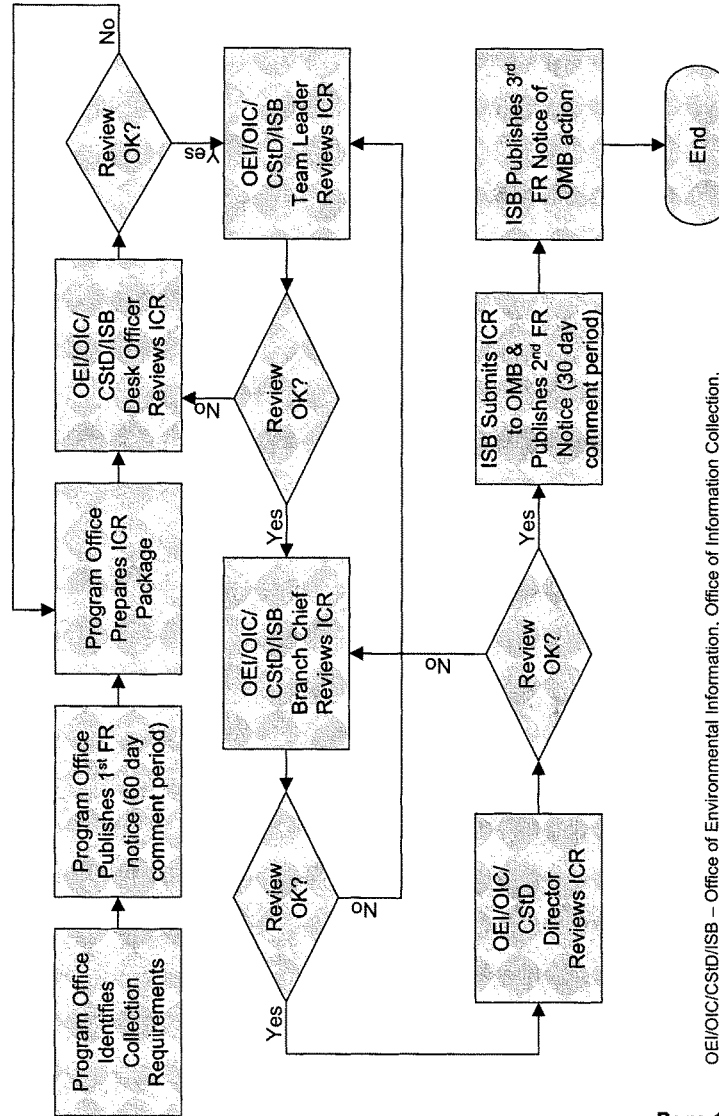 Program Office
Identifies
Collection
Requirements
Program Office
Publishes 1st FR
notice (60 day
comment period)
Program Office
Prepares ICR
Package
OEI/OIC/
CStD/ISB
Desk Officer
Reviews ICR
Review
OK?
No
Yes
OEI/OIC/
CStD/ISB
Team Leader
Reviews ICR
Review
OK?
No
Yes
OEI/OIC/
CStD/ISB
Branch Chief
Reviews ICR
Review
OK?
No
Yes
OEI/OIC/
CStD
Director
Reviews ICR
Review
OK?
No
Yes
ISB Submits ICR
to OMB &
Publishes 2nd FR
Notice (30 day
comment period)
ISB Publishes 3rd
FR Notice of
OMB action
End
OEI/OIC/CStD/ISB – Office of Environmental Information, Office of Information Collection,